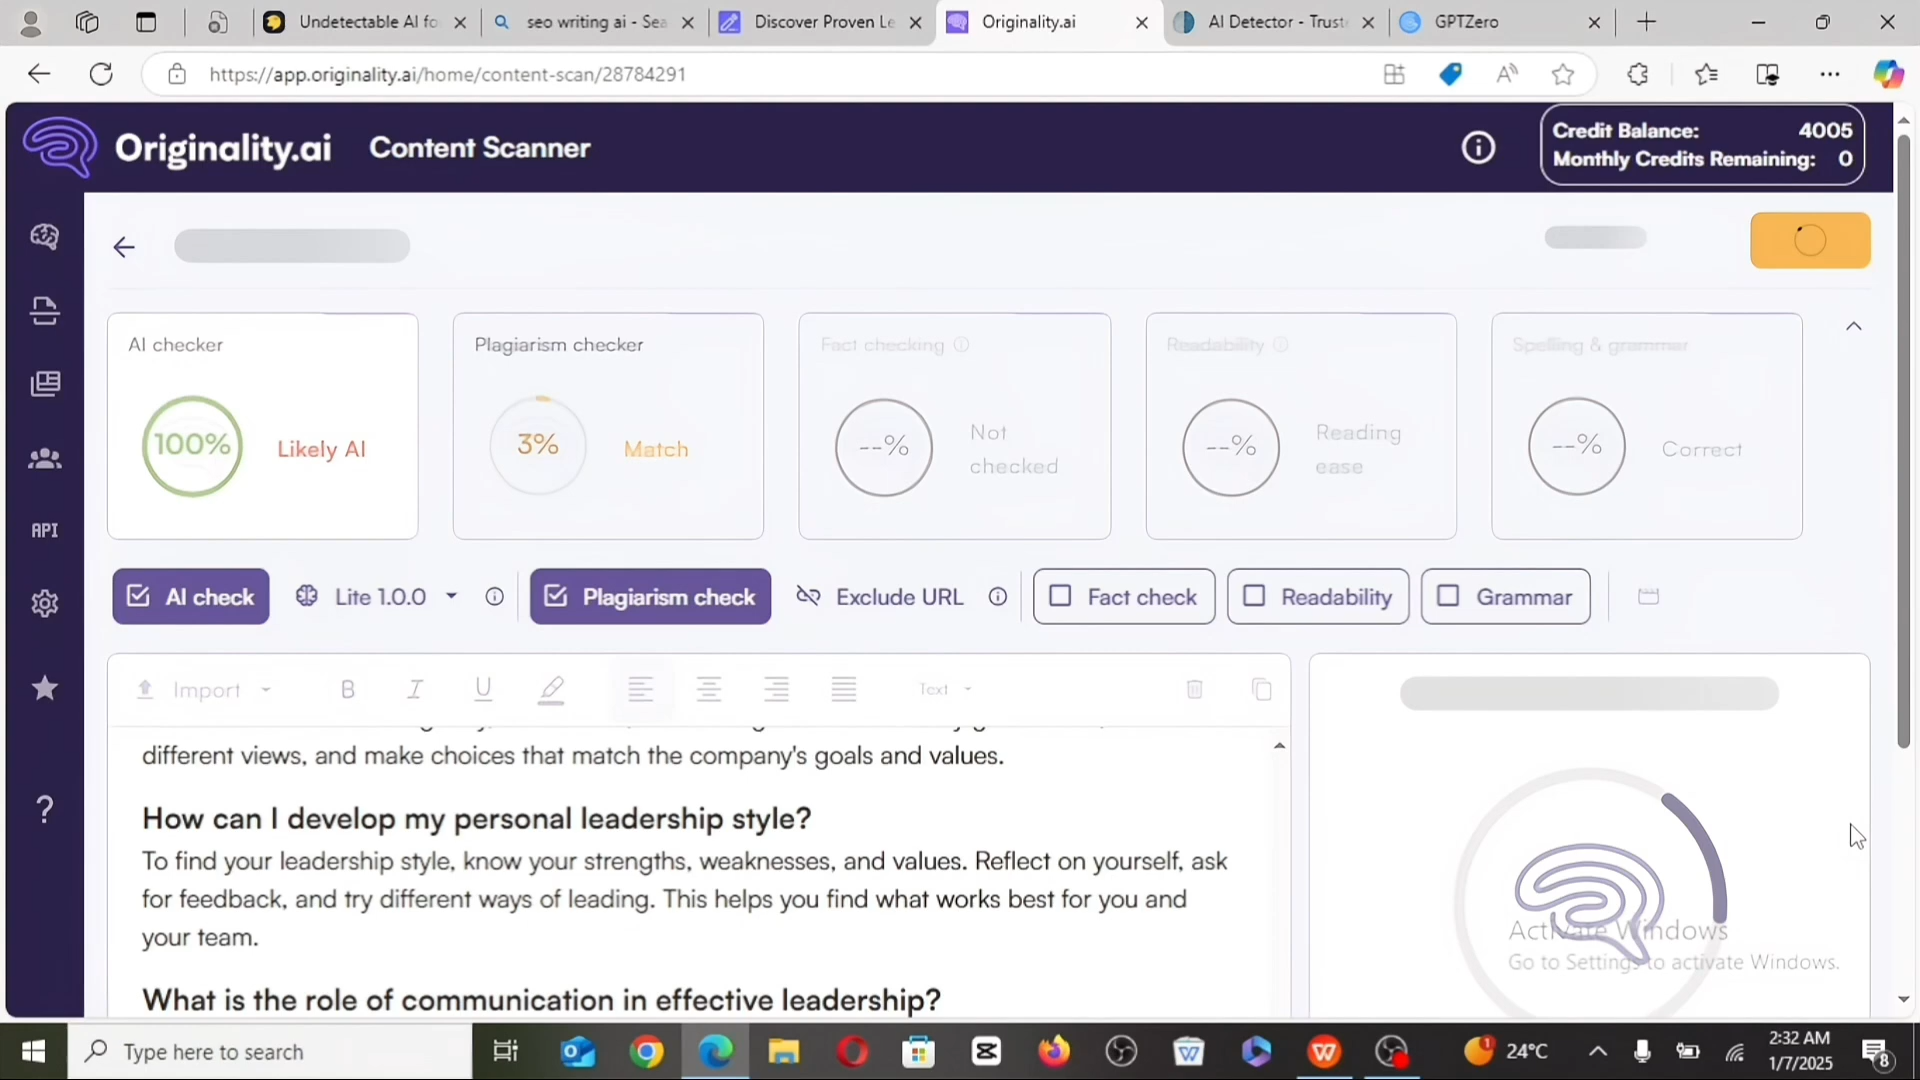 Undetectable AI fo
seo writing ai - Sea
Discover Proven Le
Originality.ai
AI Detector - Truste
GPTZero
https://app.originality.ai/home/content-scan/28784291
Originality.ai
Content Scanner
Credit Balance: 4005
Monthly Credits Remaining: 0
AI checker
Plagiarism checker
Fact checking
Readability
Spelling & grammar
100%
Likely AI
3%
Match
--%
Not
checked
--%
Reading
ease
--%
Correct
API
AI check
Lite 1.0.0
Plagiarism check
Exclude URL
Fact check
Readability
Grammar
Import
B
I
U
Text
different views, and make choices that match the company's goals and values.
How can I develop my personal leadership style?
To find your leadership style, know your strengths, weaknesses, and values. Reflect on yourself, ask
for feedback, and try different ways of leading. This helps you find what works best for you and
your team.
What is the role of communication in effective leadership?
Activate Windows
Go to Settings to activate Windows.
Type here to search
1
24°C
2:32 AM
1/7/2025
8